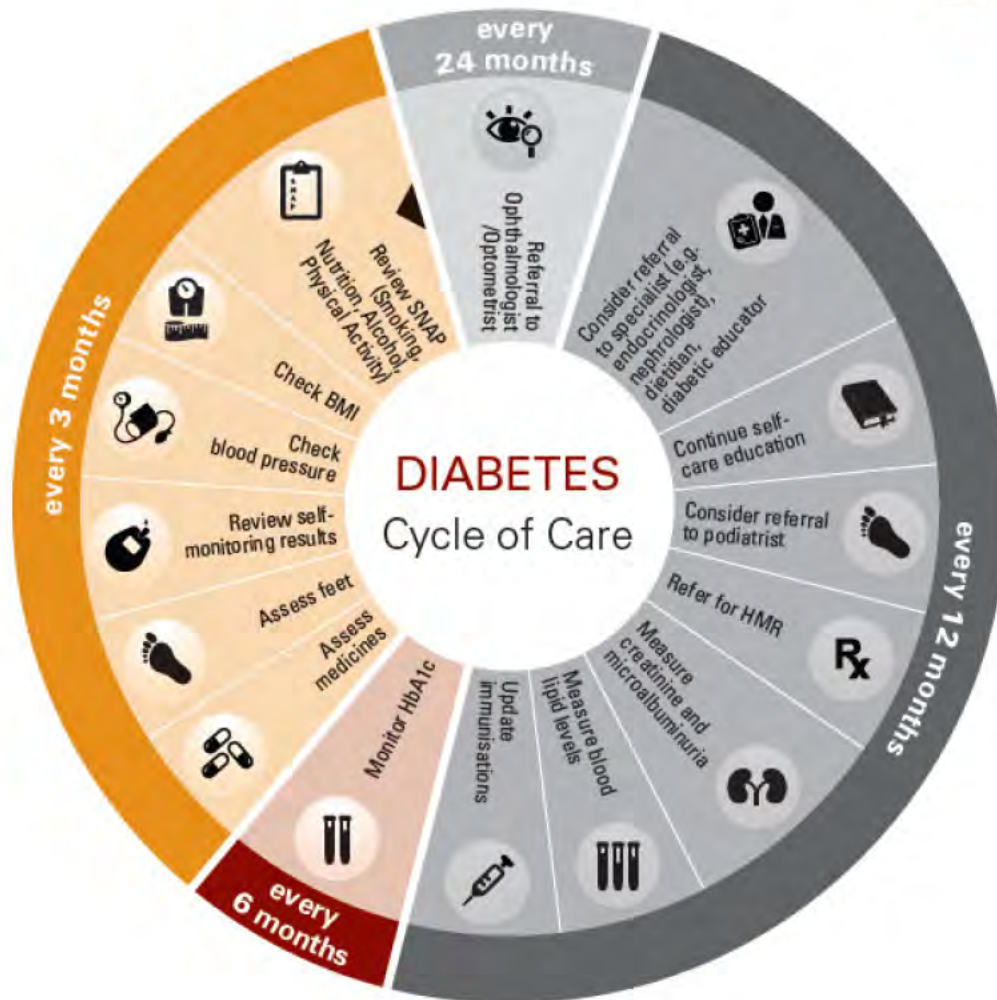 every
24 months
Referral to
Ophthalmologist
/Optometrist
Consider referral
to specialist (e.g.
endocrinologist,
nephrologist),
dietitian,
diabetic educator
Continue self-
care education
Consider referral
to podiatrist
Refer for HMR
Rx
Measure
creatinine and
microalbuminuria
Measure blood
lipid levels
Update
immunisations
every 12 months
Monitor HbA1c
every
6 months
Assess
medicines
Assess feet
Review self-
monitoring results
Check
blood pressure
Check BMI
Review SNAP
(Smoking,
Nutrition, Alcohol,
Physical Activity)
SNAP
every 3 months
DIABETES
Cycle of Care